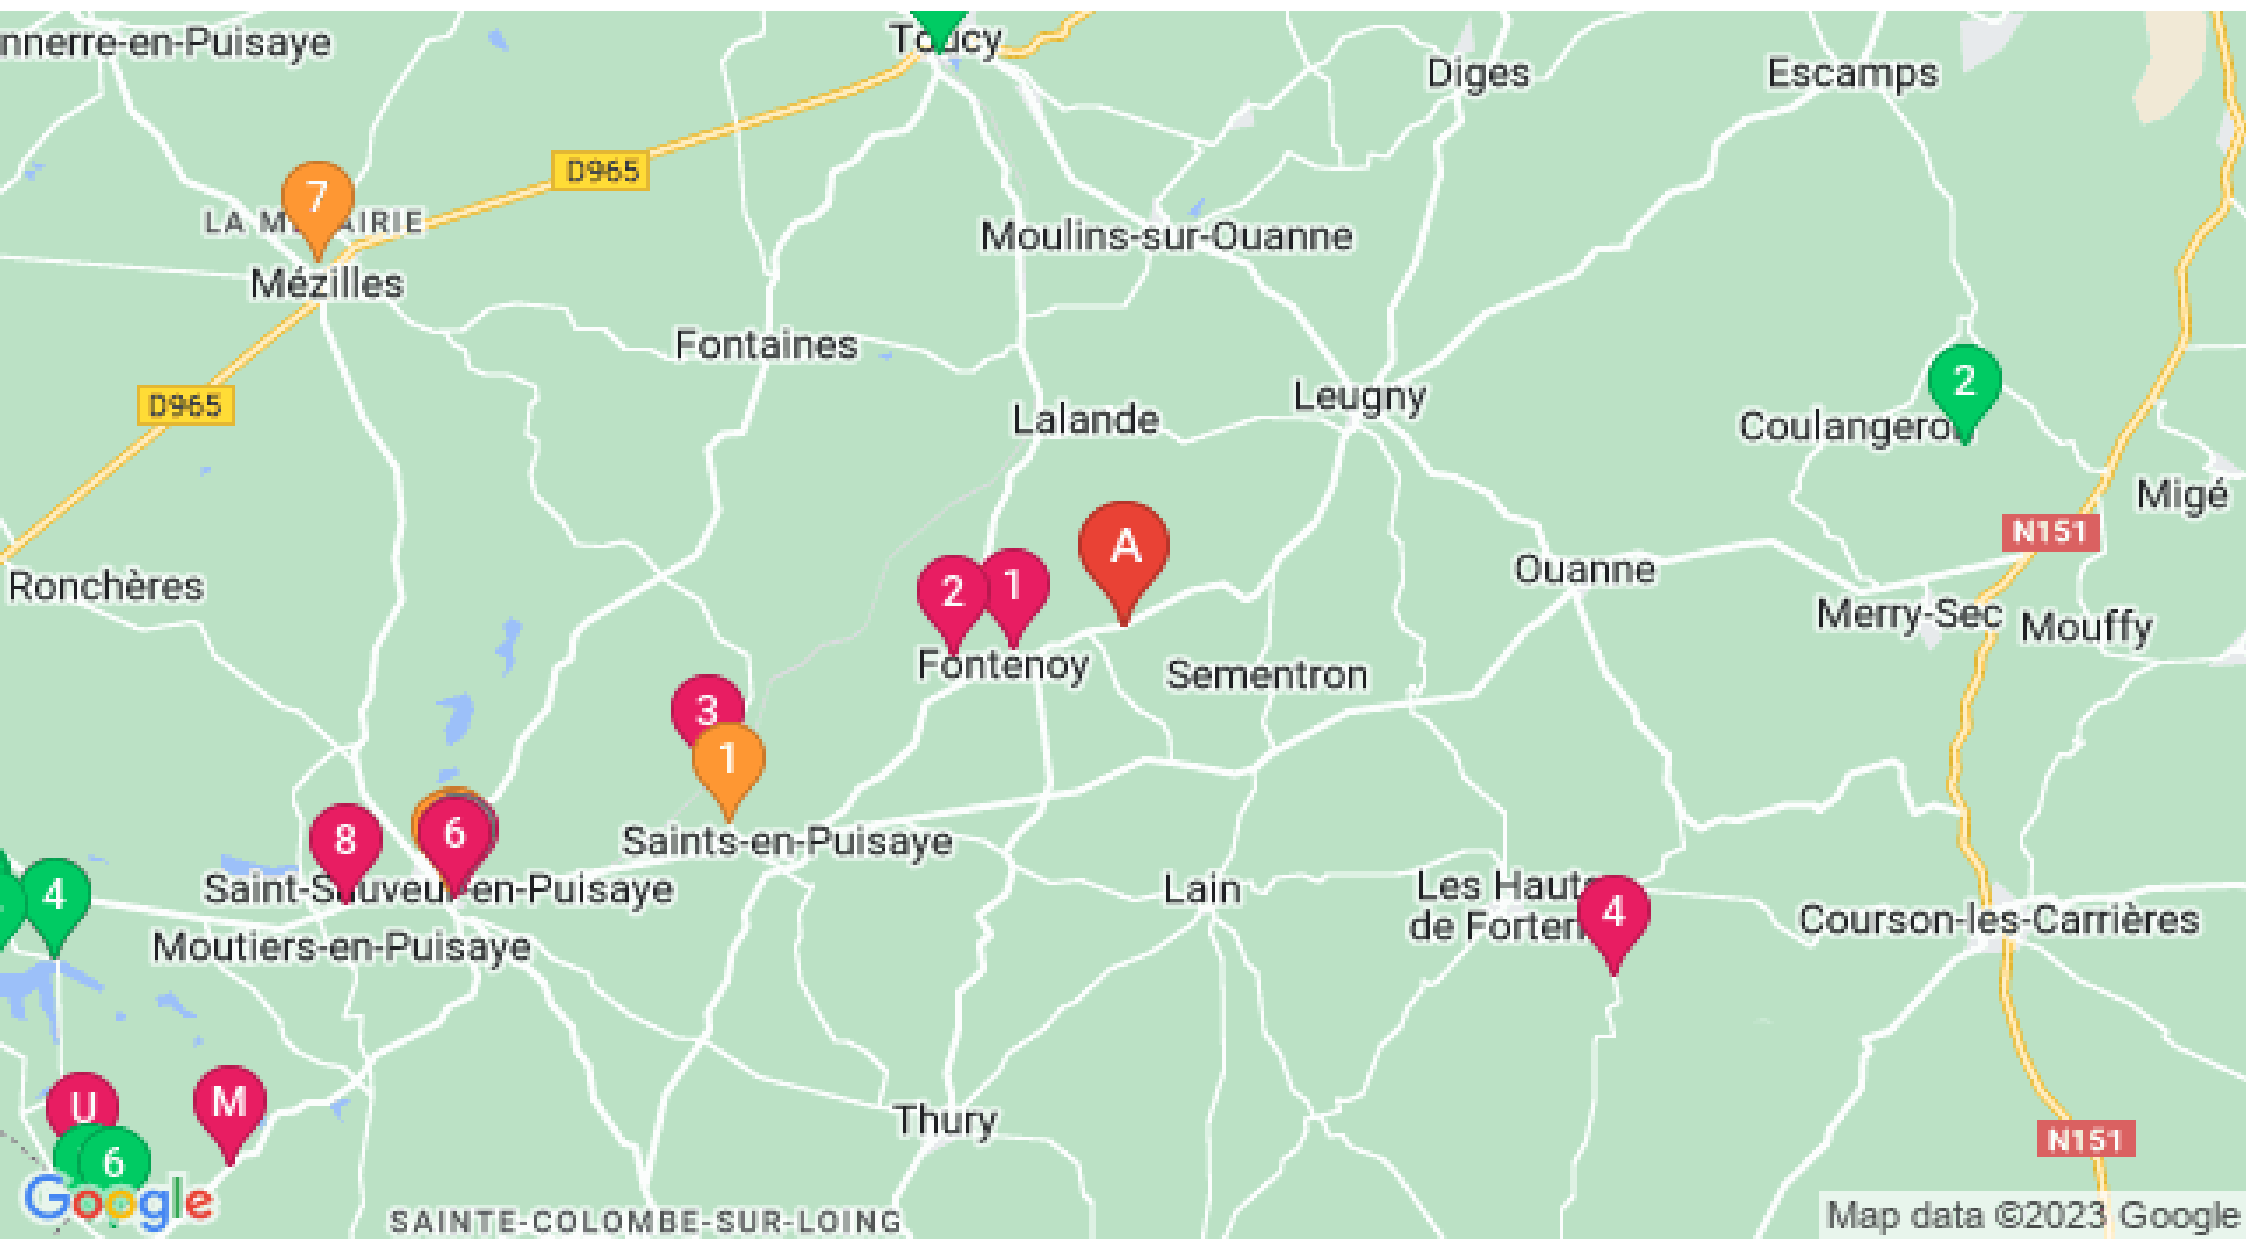 nnerre-en-Puisaye
Toucy
Diges
Escamps
D965
7
LA M AIRIE
Mézilles
Moulins-sur-Ouanne
Fontaines
D965
Leugny
Lalande
2
Coulangeron
Migé
N151
A
2
1
Ronchères
Ouanne
Merry-Sec
Mouffy
Fontenoy
Sementron
3
1
8
6
Saints-en-Puisaye
4
Saint-Sauveur-en-Puisaye
Lain
Les Hauts
de Forterr
4
Courson-les-Carrières
Moutiers-en-Puisaye
U
M
6
Thury
N151
Google
SAINTE-COLOMBE-SUR-LOING
Map data ©2023 Google